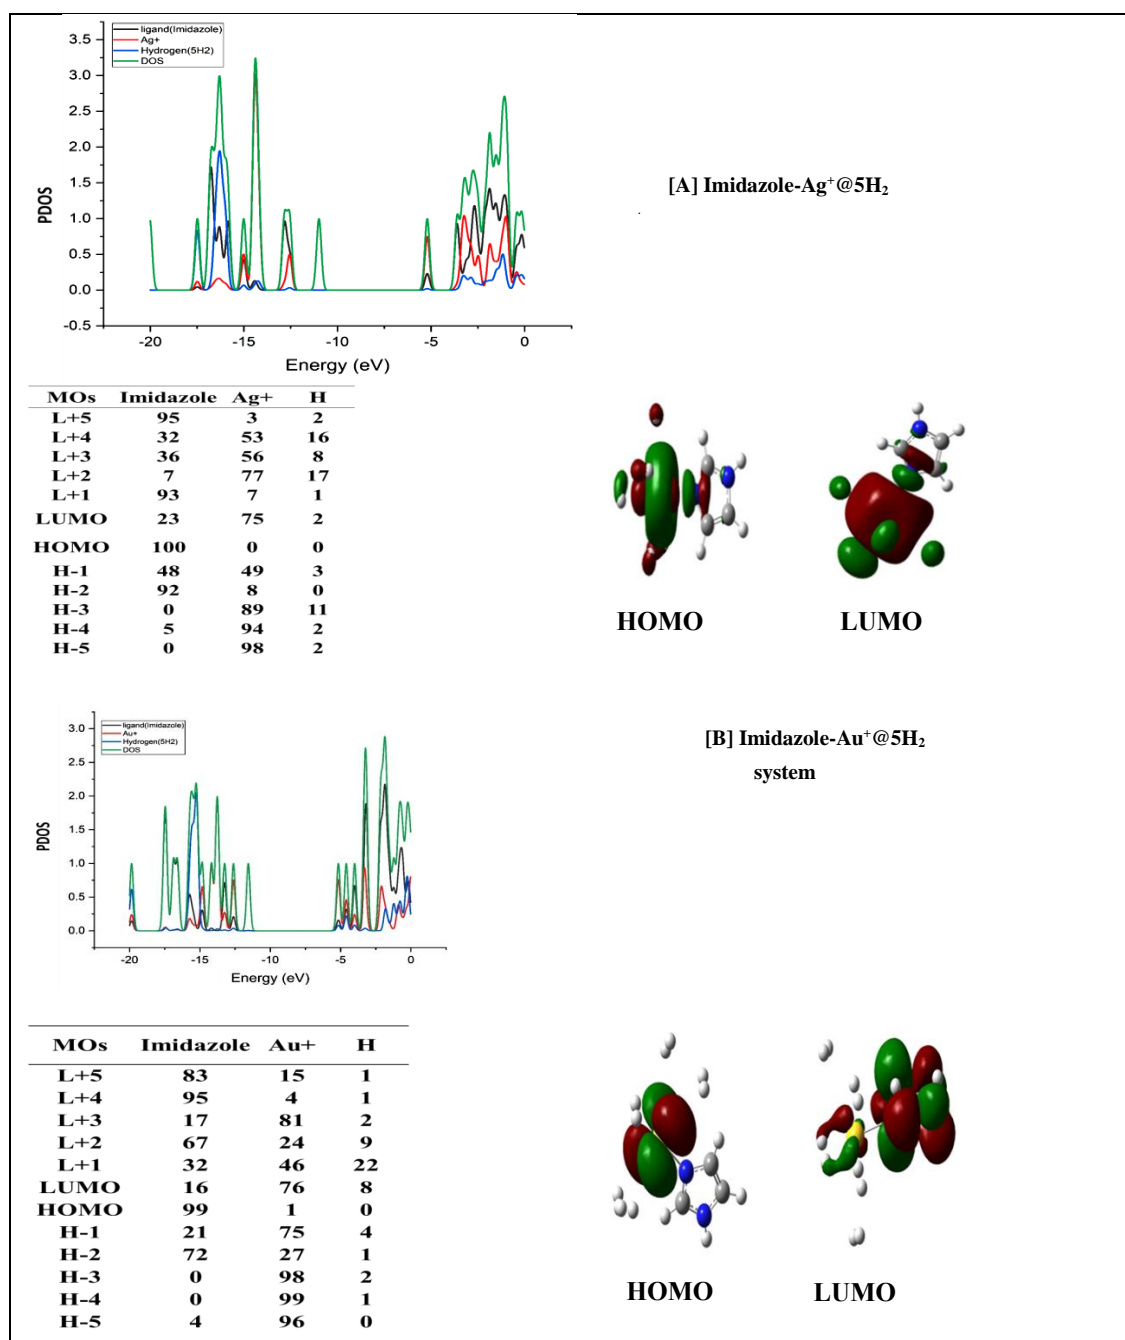 ligand(Imidazole)
Ag+
Hydrogen(5H2)
DOS
3.5
3.0
2.5
2.0
1.5
1.0
0.5
0.0
-0.5
PDOS
-20 -15 -10 -5 0
Energy (eV)
[A] Imidazole-Ag⁺@5H₂
.
MOs Imidazole Ag+ H
L+5 95 3 2
L+4 32 53 16
L+3 36 56 8
L+2 7 77 17
L+1 93 7 1
LUMO 23 75 2
HOMO 100 0 0
H-1 48 49 3
H-2 92 8 0
H-3 0 89 11
H-4 5 94 2
H-5 0 98 2
HOMO LUMO
ligand(Imidazole)
Au+
Hydrogen(5H2)
DOS
3.0
2.5
2.0
1.5
1.0
0.5
0.0
PDOS
-20 -15 -10 -5 0
Energy (eV)
[B] Imidazole-Au⁺@5H₂
system
MOs Imidazole Au+ H
L+5 83 15 1
L+4 95 4 1
L+3 17 81 2
L+2 67 24 9
L+1 32 46 22
LUMO 16 76 8
HOMO 99 1 0
H-1 21 75 4
H-2 72 27 1
H-3 0 98 2
H-4 0 99 1
H-5 4 96 0
HOMO LUMO